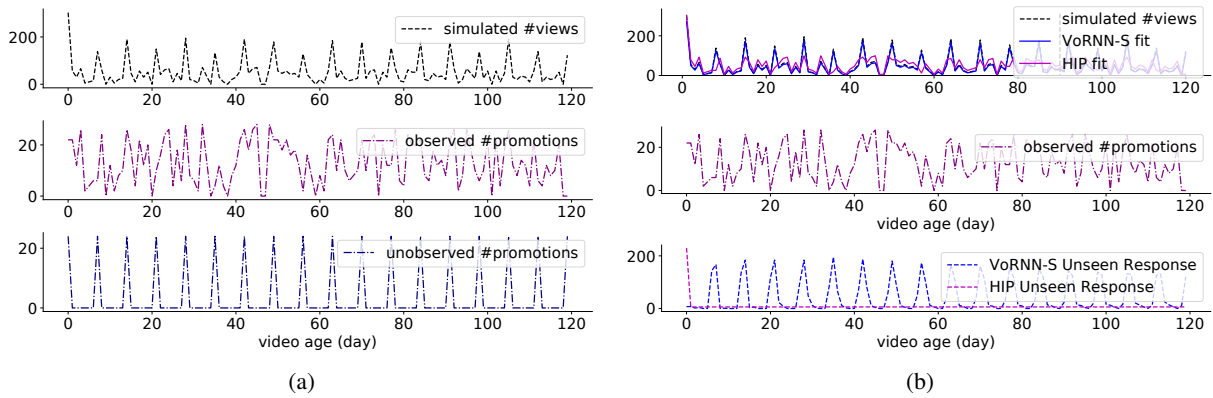 simulated #views
200
0
0 20 40 60 80 100 120
observed #promotions
20
0
0 20 40 60 80 100 120
unobserved #promotions
20
0
0 20 40 60 80 100 120
video age (day)
(a)
simulated #views
VoRNN-S fit
HIP fit
200
0
0 20 40 60 80 100 120
observed #promotions
20
0
0 20 40 60 80 100 120
video age (day)
VoRNN-S Unseen Response
HIP Unseen Response
200
0
0 20 40 60 80 100 120
video age (day)
(b)